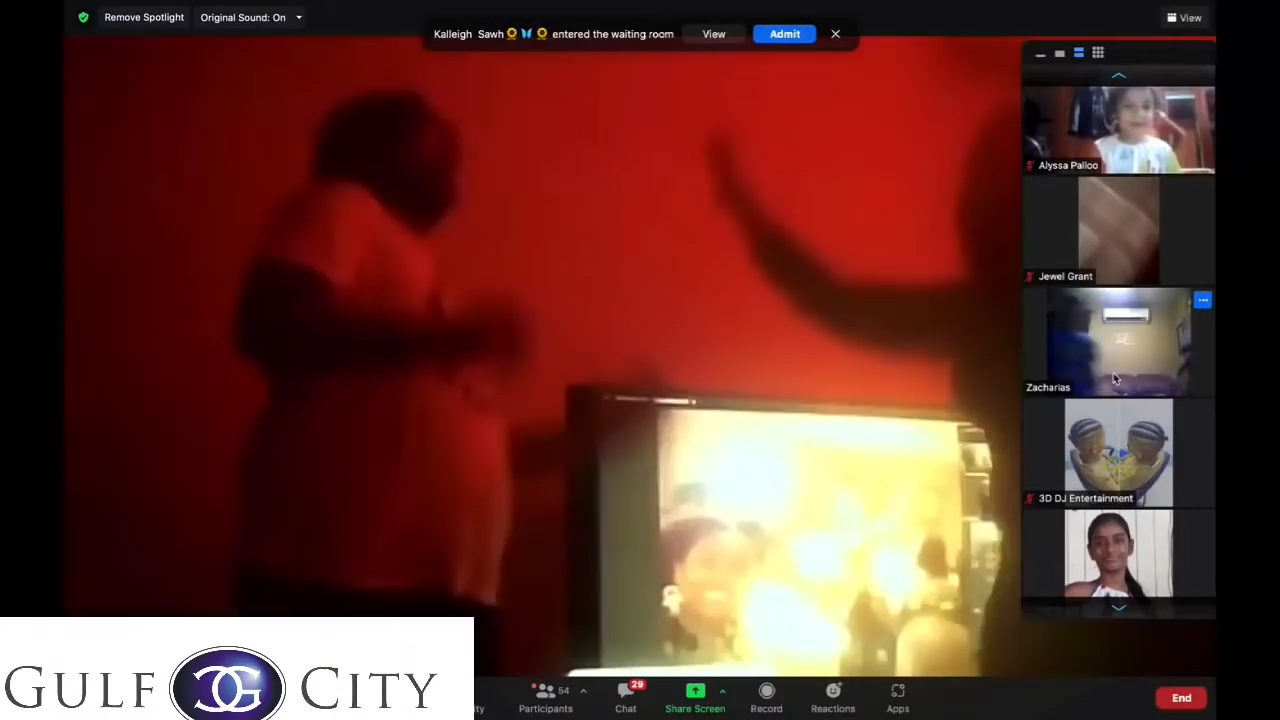 Remove Spotlight
Original Sound: On
Kalleigh Sawh🌻 🦋 🌻 entered the waiting room
View
Admit
View
Alyssa Palloo
Jewel Grant
Zacharias
3D DJ Entertainment
GULF CITY
ity
Participants
54
Chat
29
Share Screen
Record
Reactions
Apps
End